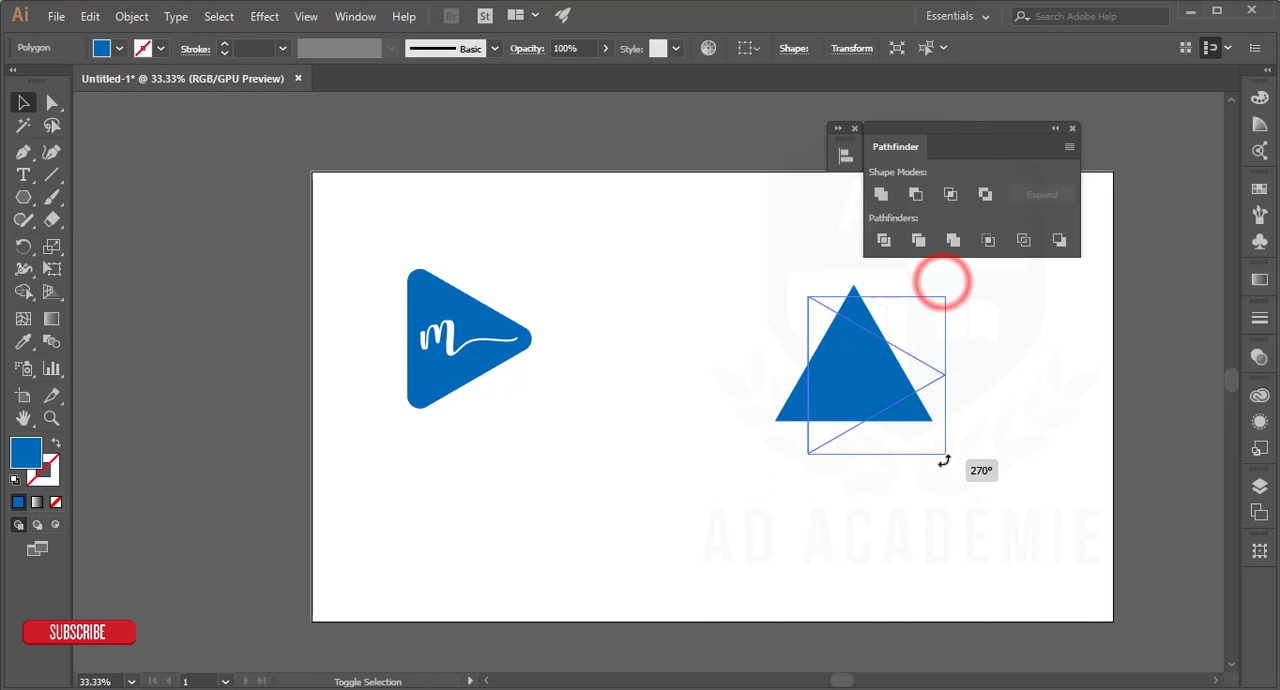 Ai File Edit Object Type Select Effect View Window Help Br St Essentials Search Adobe Help
Polygon Stroke: Basic Opacity: 100% Style: Shape: Transform
Untitled-1* @ 33.33% (RGB/GPU Preview)
Pathfinder
Shape Modes:
Expand
Pathfinders:
m
270°
AD ACADÉMIE
SUBSCRIBE
33.33% 1 Toggle Selection